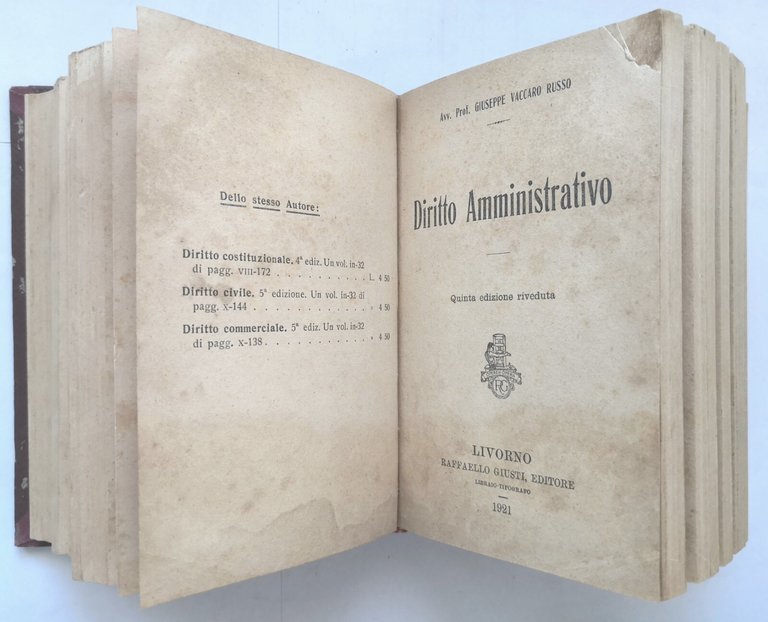 Dello stesso Autore:
Diritto costituzionale. 4ª ediz. Un vol. in-32
di pagg. VIII-172 . . . . . . . . . . L. 4 50
Diritto civile. 5ª edizione. Un vol. in-32 di
pagg. X-144 . . . . . . . . . . . . » 4 50
Diritto commerciale. 5ª ediz. Un vol. in-32
di pagg. X-138 . . . . . . . . . . . » 4 50
Avv. Prof. GIUSEPPE VACCARO RUSSO
Diritto Amministrativo
Quinta edizione riveduta
RG
LIVORNO
RAFFAELLO GIUSTI, EDITORE
LIBRAIO-TIPOGRAFO
1921